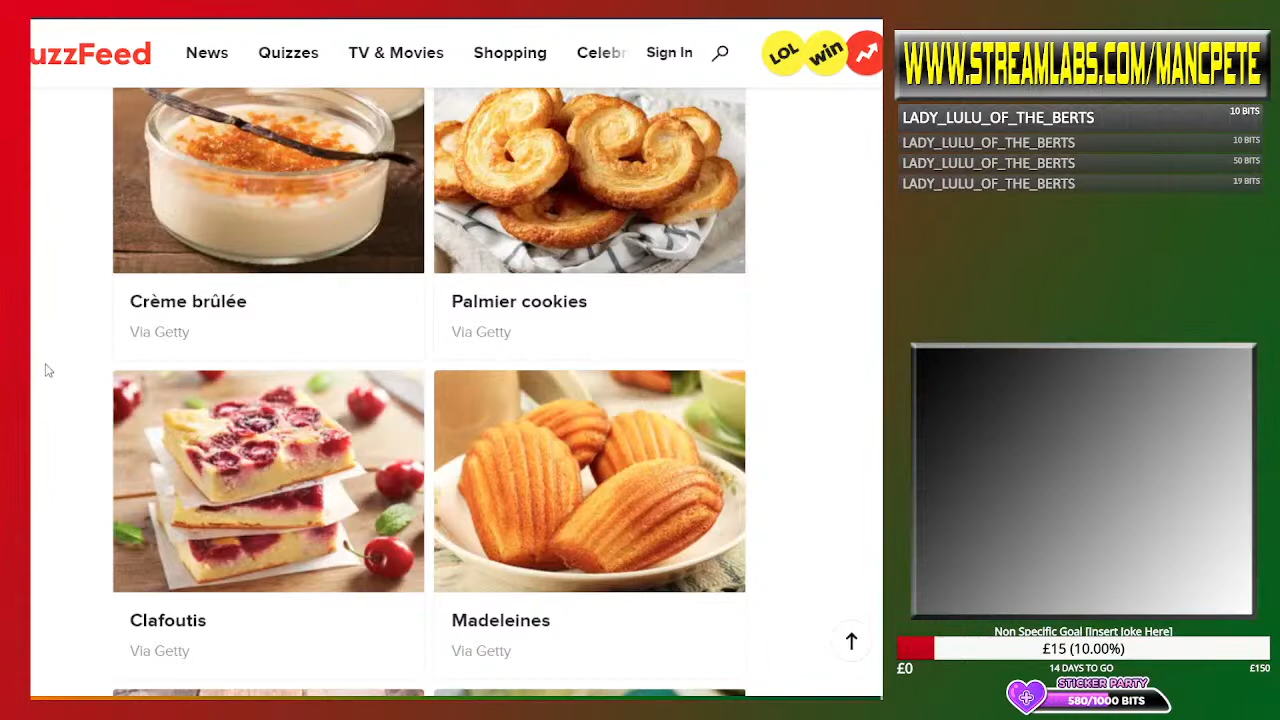 uzzFeed News Quizzes TV & Movies Shopping Celebr Sign In LOL win
Crème brûlée
Via Getty
Palmier cookies
Via Getty
Clafoutis
Via Getty
Madeleines
Via Getty
WWW.STREAMLABS.COM/MANCPETE
LADY_LULU_OF_THE_BERTS 10 BITS
LADY_LULU_OF_THE_BERTS 10 BITS
LADY_LULU_OF_THE_BERTS 50 BITS
LADY_LULU_OF_THE_BERTS 19 BITS
Non Specific Goal [Insert Joke Here]
£15 (10.00%)
£0 14 DAYS TO GO £150
STICKER PARTY
580/1000 BITS